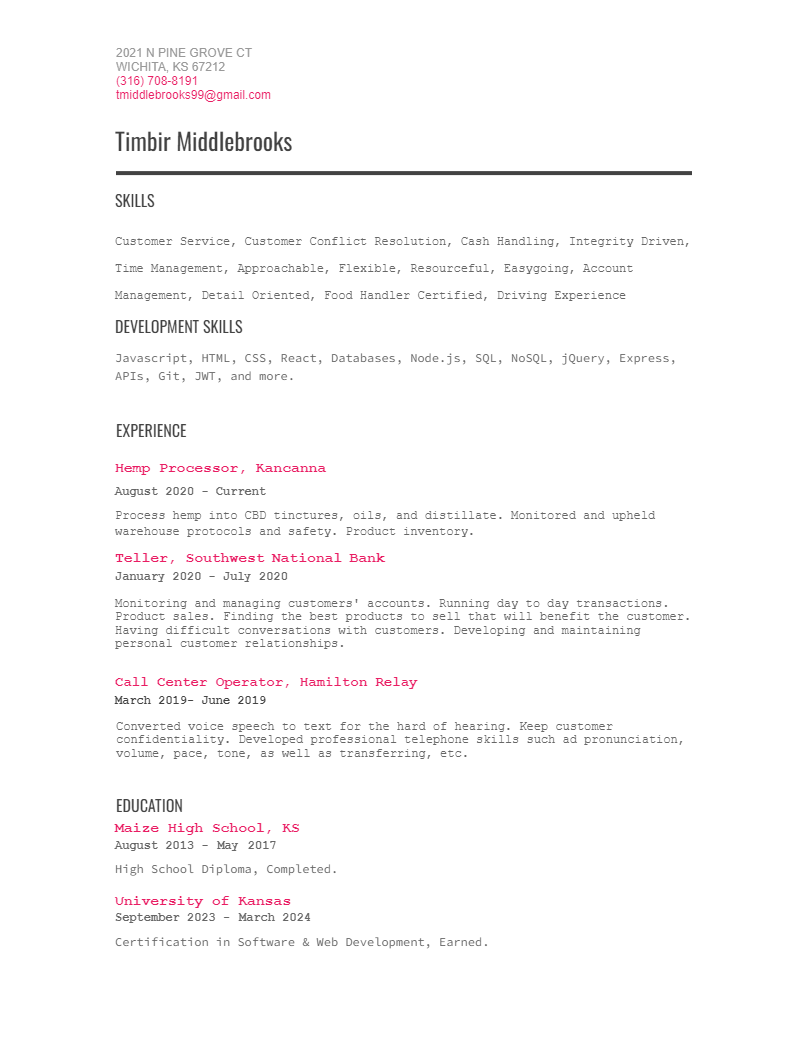 2021 N PINE GROVE CT
WICHITA, KS 67212
(316) 708-8191
tmiddlebrooks99@gmail.com
Timbir Middlebrooks
SKILLS
Customer Service, Customer Conflict Resolution, Cash Handling, Integrity Driven,
Time Management, Approachable, Flexible, Resourceful, Easygoing, Account
Management, Detail Oriented, Food Handler Certified, Driving Experience
DEVELOPMENT SKILLS
Javascript, HTML, CSS, React, Databases, Node.js, SQL, NoSQL, jQuery, Express,
APIs, Git, JWT, and more.
EXPERIENCE
Hemp Processor, Kancanna
August 2020 - Current
Process hemp into CBD tinctures, oils, and distillate. Monitored and upheld
warehouse protocols and safety. Product inventory.
Teller, Southwest National Bank
January 2020 - July 2020
Monitoring and managing customers' accounts. Running day to day transactions.
Product sales. Finding the best products to sell that will benefit the customer.
Having difficult conversations with customers. Developing and maintaining
personal customer relationships.
Call Center Operator, Hamilton Relay
March 2019- June 2019
Converted voice speech to text for the hard of hearing. Keep customer
confidentiality. Developed professional telephone skills such ad pronunciation,
volume, pace, tone, as well as transferring, etc.
EDUCATION
Maize High School, KS
August 2013 - May 2017
High School Diploma, Completed.
University of Kansas
September 2023 - March 2024
Certification in Software & Web Development, Earned.